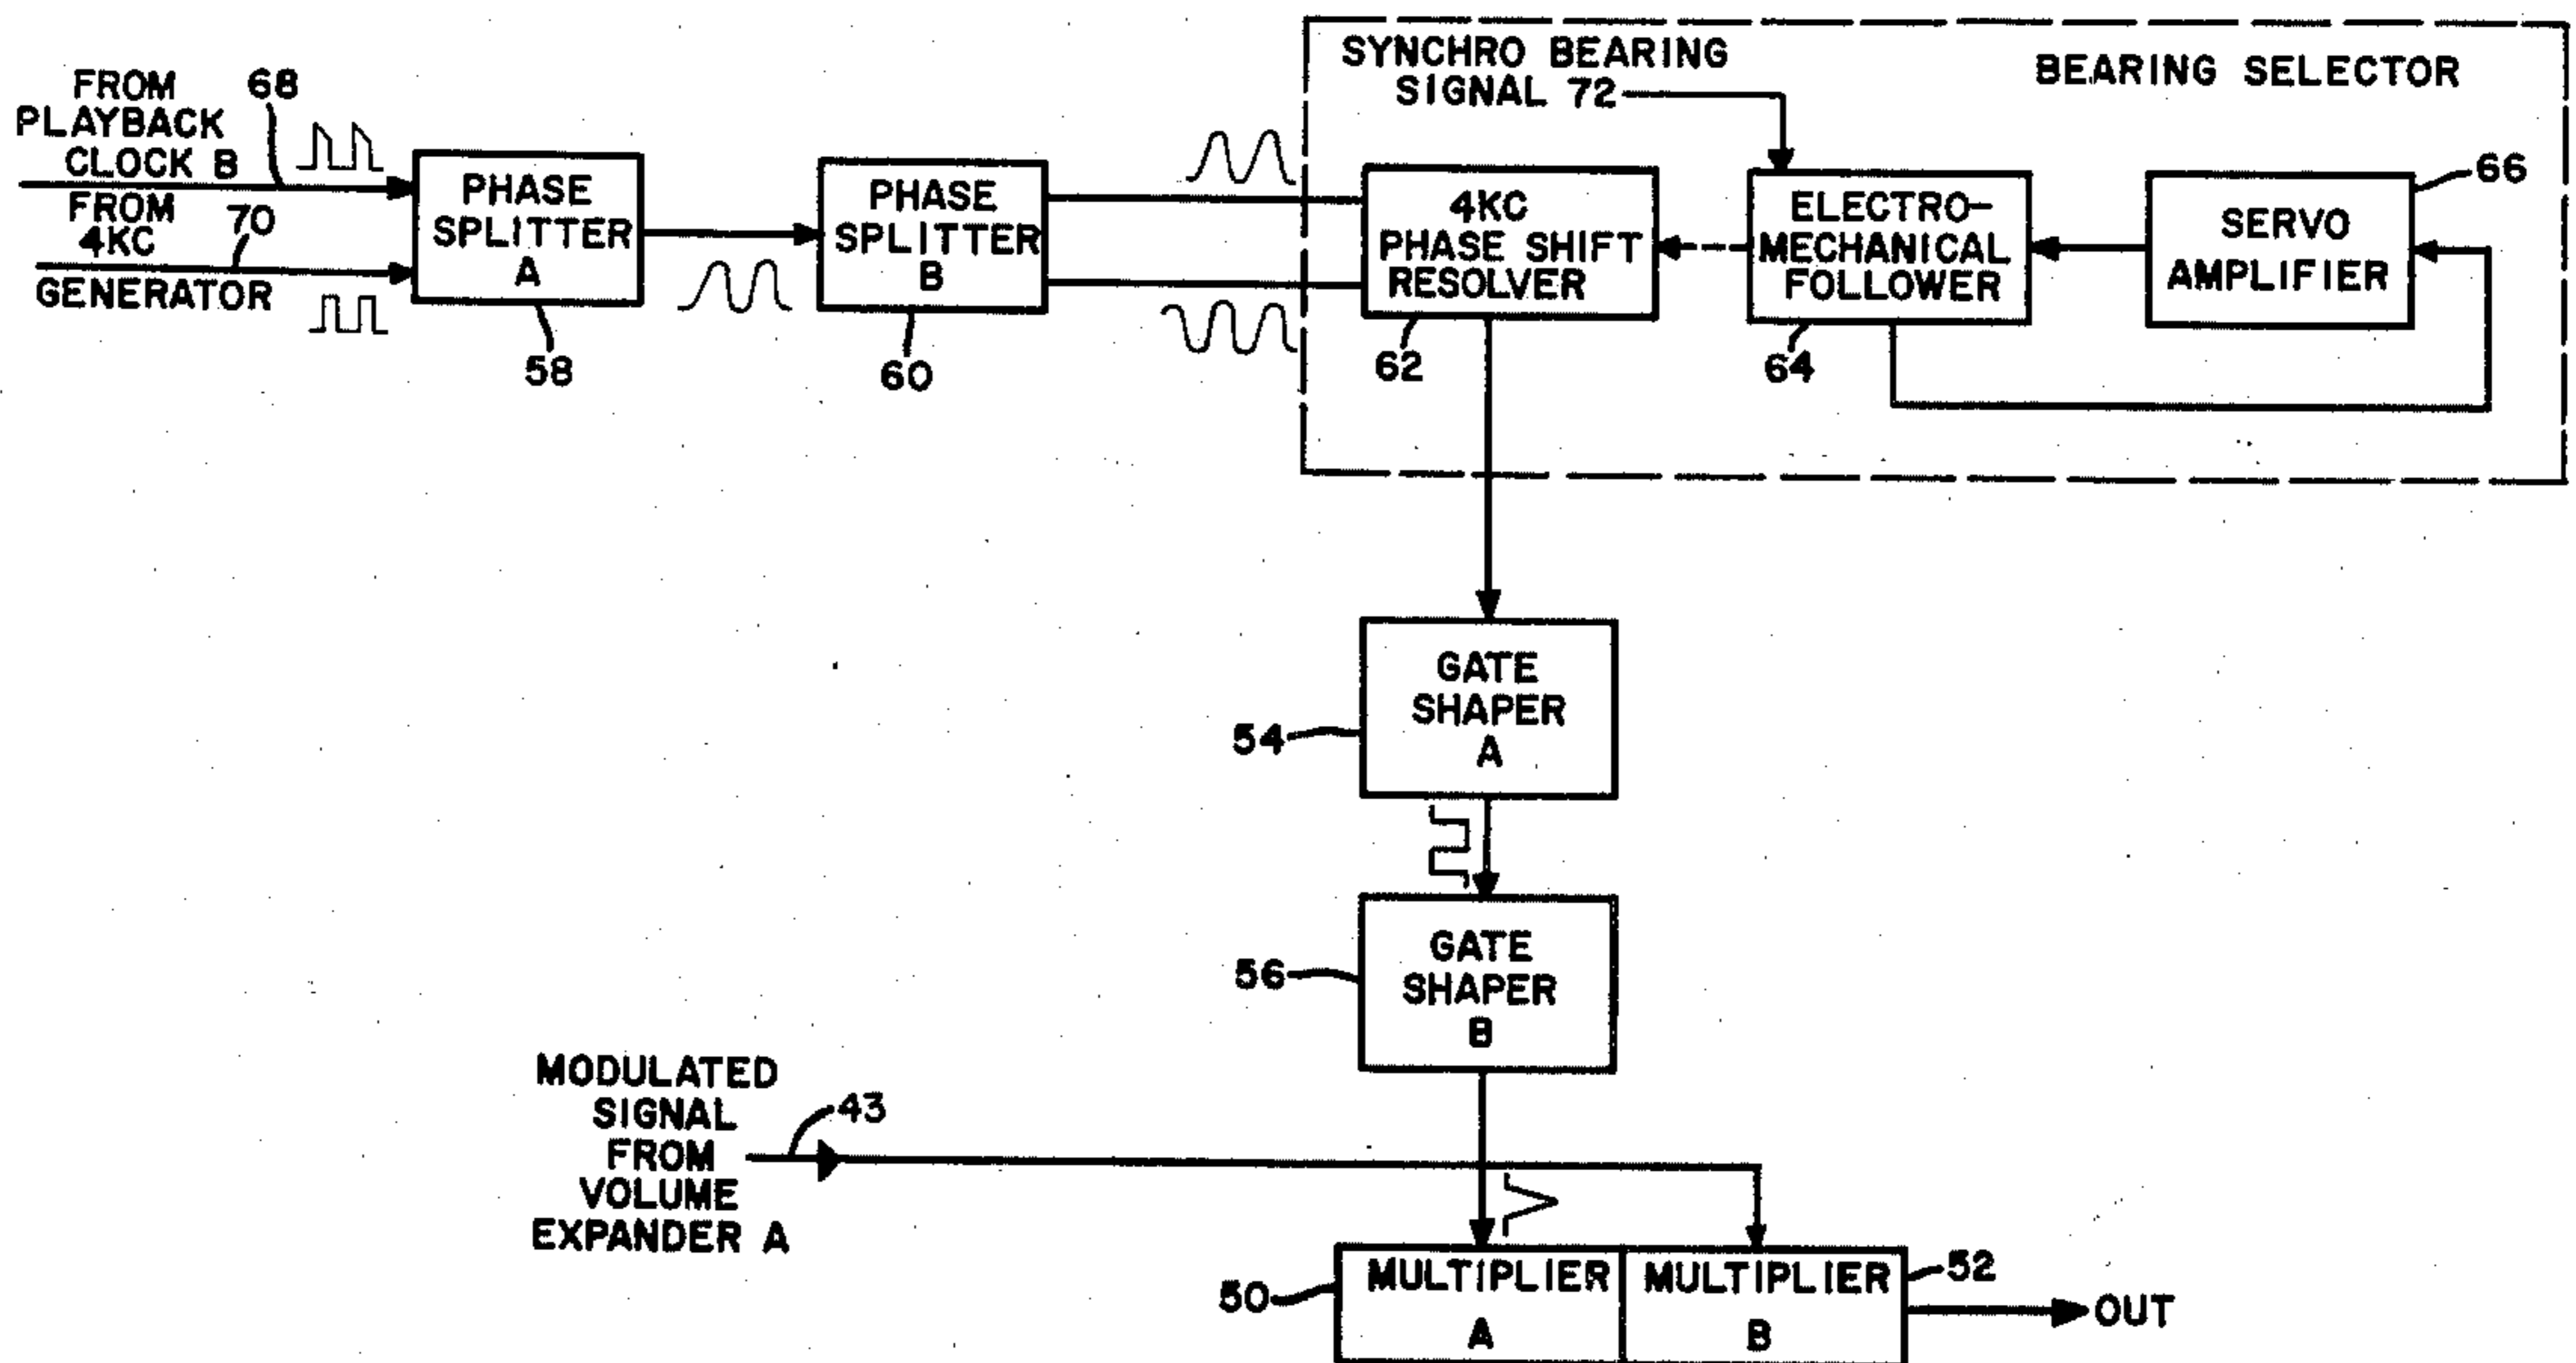 FROM
PLAYBACK
CLOCK B
68
FROM
4KC
GENERATOR
70
PHASE
SPLITTER
A
58
PHASE
SPLITTER
B
60
SYNCHRO BEARING
SIGNAL 72
BEARING SELECTOR
4KC
PHASE SHIFT
RESOLVER
62
ELECTRO-
MECHANICAL
FOLLOWER
64
SERVO
AMPLIFIER
66
GATE
SHAPER
A
54
GATE
SHAPER
B
56
MODULATED
SIGNAL
FROM
VOLUME
EXPANDER A
43
50
MULTIPLIER
A
MULTIPLIER
B
52
OUT